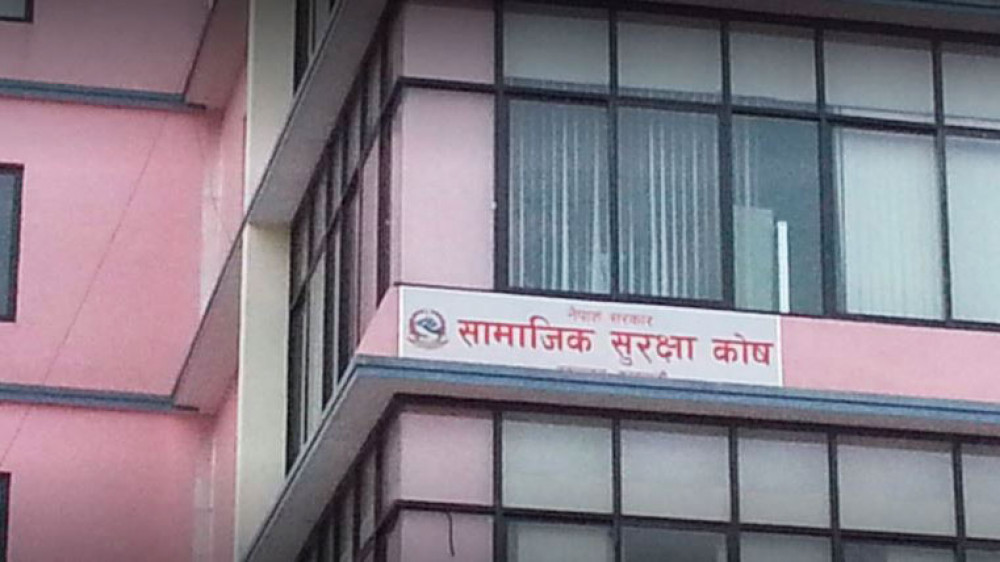 नेपाल सरकार
सामाजिक सुरक्षा कोष